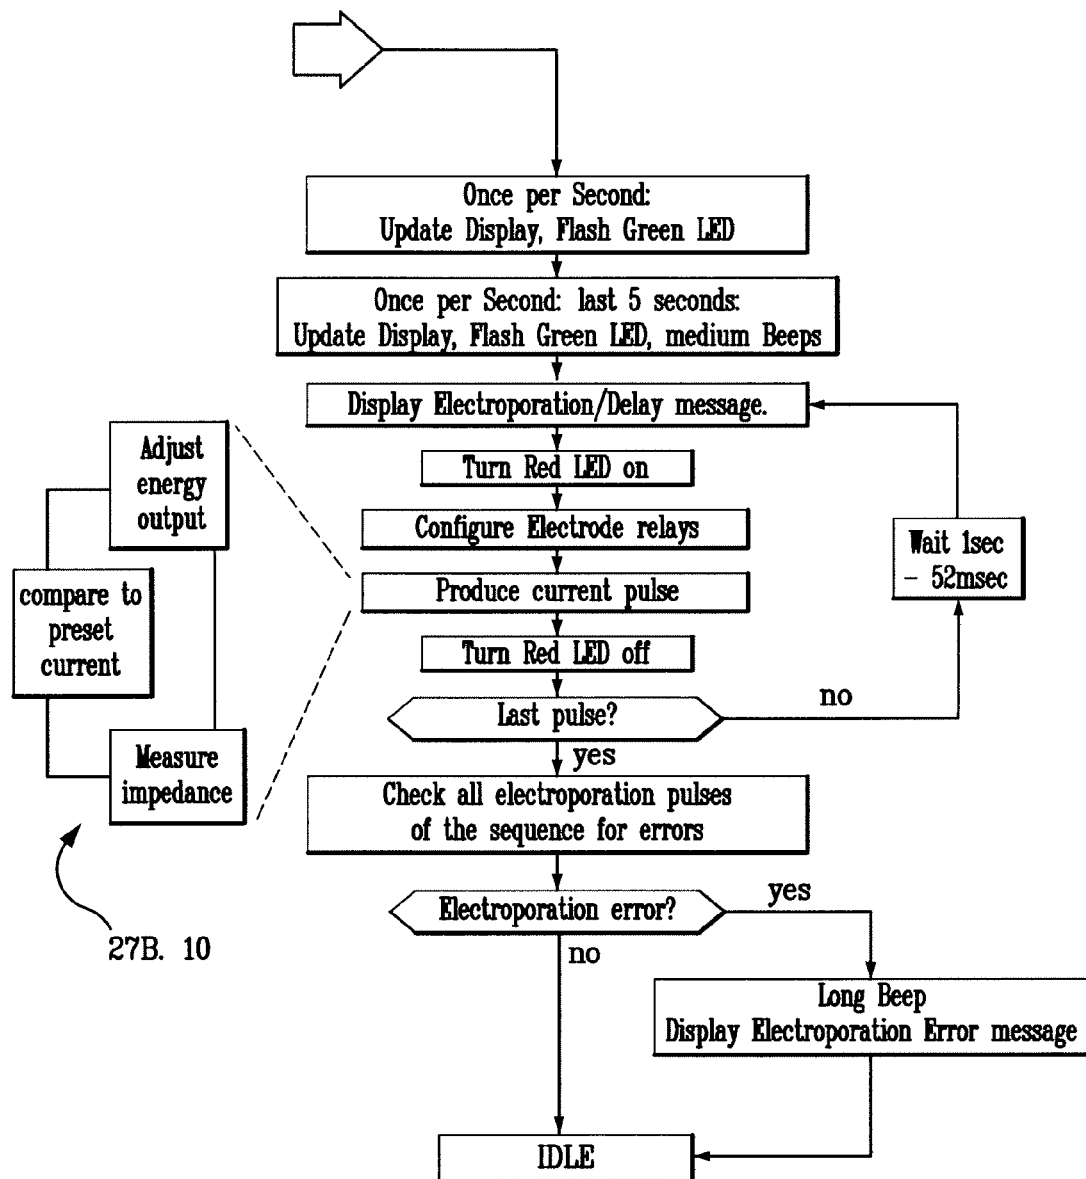 Once per Second:
Update Display, Flash Green LED
Once per Second: last 5 seconds:
Update Display, Flash Green LED, medium Beeps
Display Electroporation/Delay message.
Turn Red LED on
Configure Electrode relays
Produce current pulse
Turn Red LED off
Last pulse?
no
Wait 1sec
- 52msec
yes
Adjust
energy
output
compare to
preset
current
Measure
impedance
27B. 10
Check all electroporation pulses
of the sequence for errors
Electroporation error?
yes
no
Long Beep
Display Electroporation Error message
IDLE